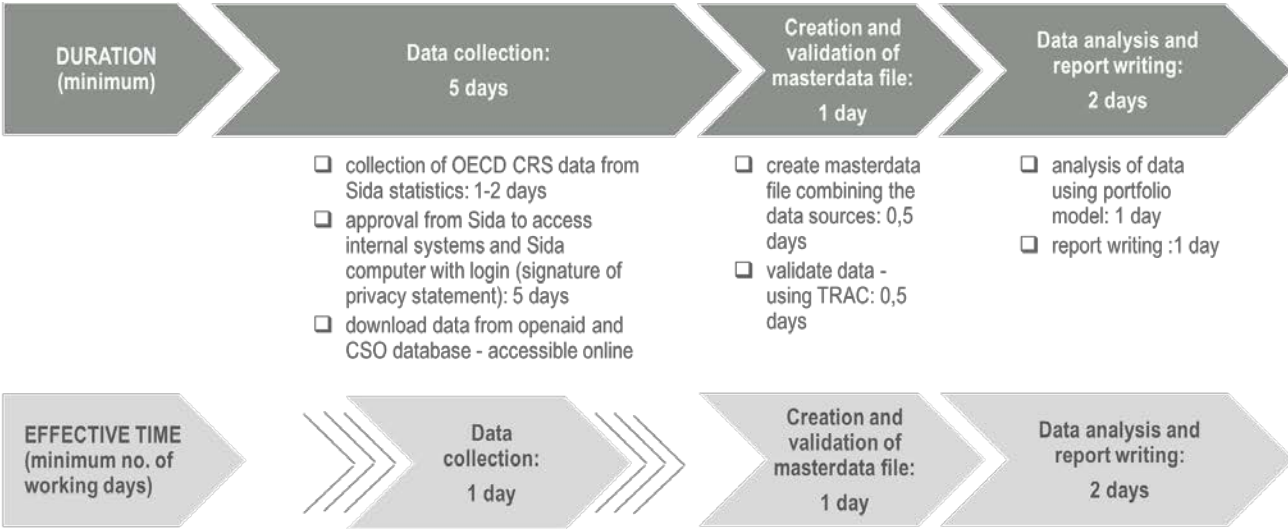 DURATION
(minimum)
Data collection:
5 days
Creation and
validation of
masterdata file:
1 day
Data analysis and
report writing:
2 days
❑ collection of OECD CRS data from
Sida statistics: 1-2 days
❑ approval from Sida to access
internal systems and Sida
computer with login (signature of
privacy statement): 5 days
❑ download data from openaid and
CSO database - accessible online
❑ create masterdata
file combining the
data sources: 0,5
days
❑ validate data -
using TRAC: 0,5
days
❑ analysis of data
using portfolio
model: 1 day
❑ report writing :1 day
EFFECTIVE TIME
(minimum no. of
working days)
Data
collection:
1 day
Creation and
validation of
masterdata file:
1 day
Data analysis and
report writing:
2 days